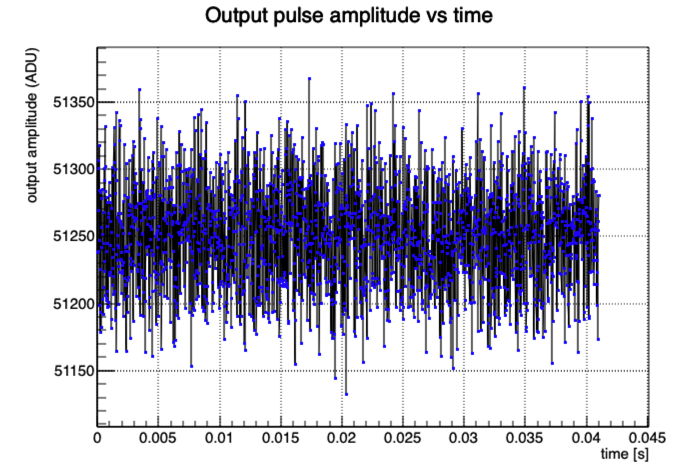 Output pulse amplitude vs time
output amplitude (ADU)
51350
51300
51250
51200
51150
0 0.005 0.01 0.015 0.02 0.025 0.03 0.035 0.04 0.045
time [s]